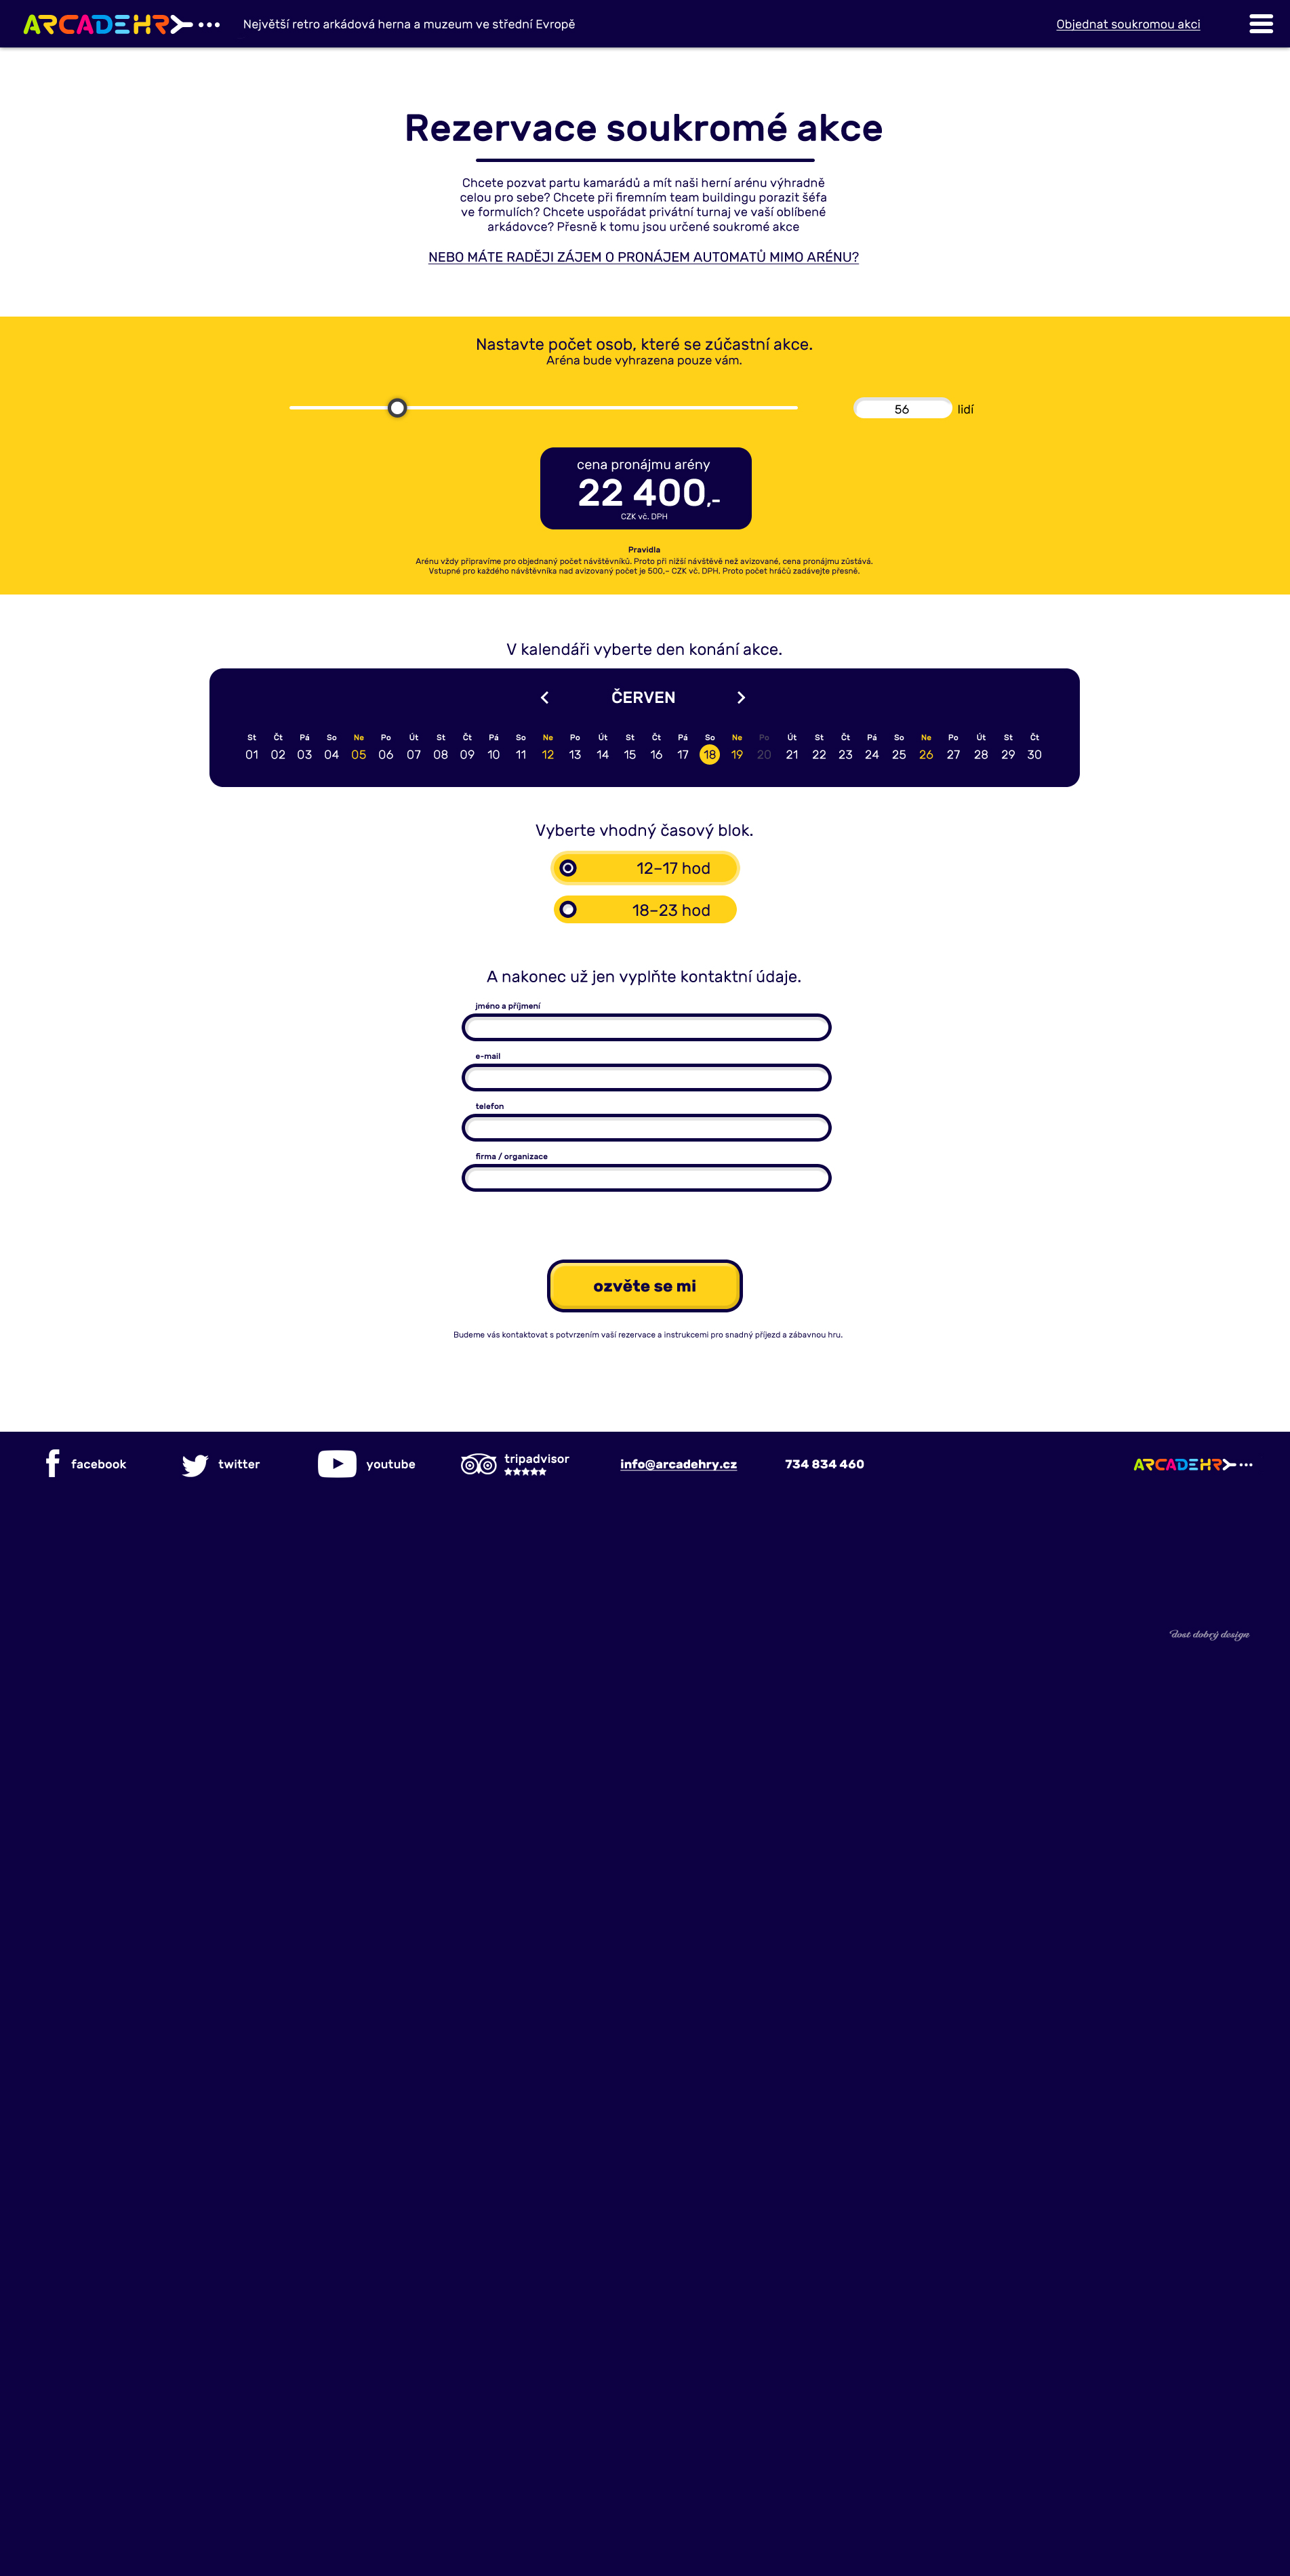 ARCADEHRY
Největší retro arkádová herna a muzeum ve střední Evropě
Objednat soukromou akci
Rezervace soukromé akce
Chcete pozvat partu kamarádů a mít naši herní arénu výhradně
celou pro sebe? Chcete při firemním team buildingu porazit šéfa
ve formulích? Chcete uspořádat privátní turnaj ve vaší oblíbené
arkádovce? Přesně k tomu jsou určené soukromé akce
NEBO MÁTE RADĚJI ZÁJEM O PRONÁJEM AUTOMATŮ MIMO ARÉNU?
Nastavte počet osob, které se zúčastní akce.
Aréna bude vyhrazena pouze vám.
56 lidí
cena pronájmu arény
22 400,-
CZK vč. DPH
Pravidla
Arénu vždy připravíme pro objednaný počet návštěvníků. Proto při nižší návštěvě než avizované, cena pronájmu zůstává.
Vstupné pro každého návštěvníka nad avizovaný počet je 500,– CZK vč. DPH. Proto počet hráčů zadávejte přesně.
V kalendáři vyberte den konání akce.
ČERVEN
St Čt Pá So Ne Po Út St Čt Pá So Ne Po Út St Čt Pá So Ne Po Út St Čt Pá So Ne Po Út St Čt
01 02 03 04 05 06 07 08 09 10 11 12 13 14 15 16 17 18 19 20 21 22 23 24 25 26 27 28 29 30
Vyberte vhodný časový blok.
12–17 hod
18–23 hod
A nakonec už jen vyplňte kontaktní údaje.
jméno a příjmení
e-mail
telefon
firma / organizace
ozvěte se mi
Budeme vás kontaktovat s potvrzením vaší rezervace a instrukcemi pro snadný příjezd a zábavnou hru.
facebook
twitter
youtube
tripadvisor
info@arcadehry.cz
734 834 460
ARCADEHRY
dost dobrý design